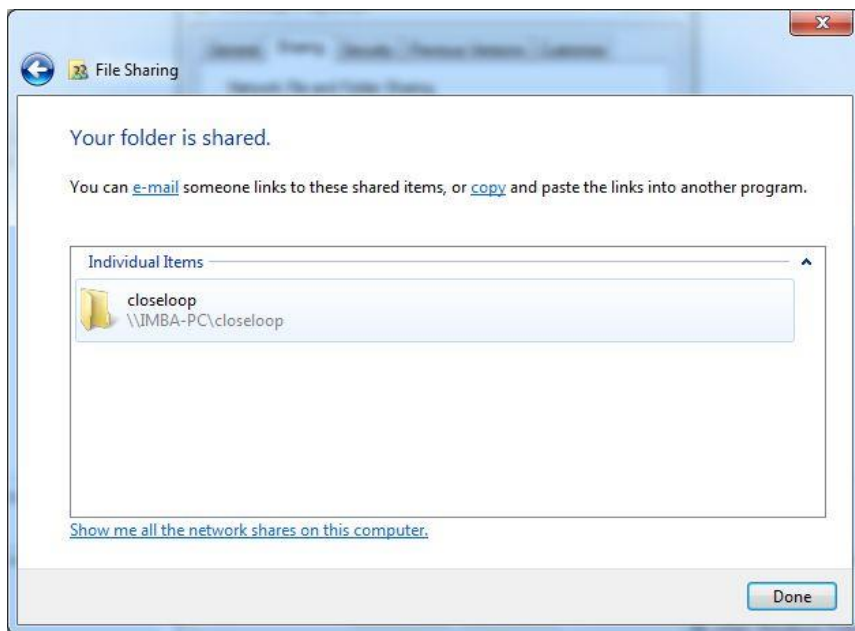 File Sharing
Your folder is shared.
You can e-mail someone links to these shared items, or copy and paste the links into another program.
Individual Items
closeloop
\\IMBA-PC\closeloop
Show me all the network shares on this computer.
Done